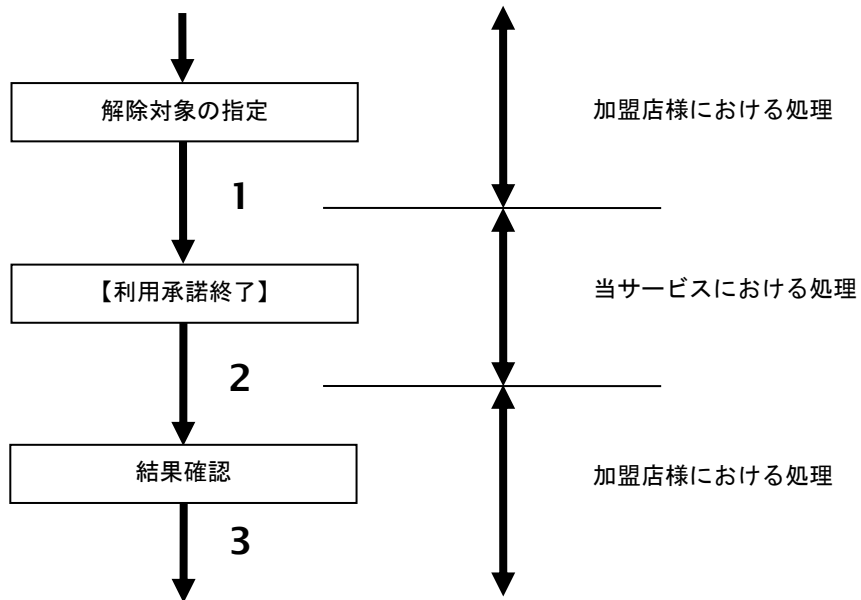 解除対象の指定
加盟店様における処理
1
【利用承諾終了】
当サービスにおける処理
2
結果確認
加盟店様における処理
3